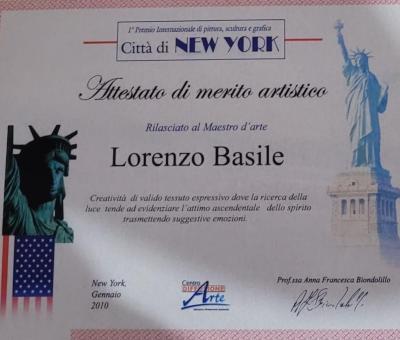 1° Premio Internazionale di pittura, scultura e grafica
Città di NEW YORK
Attestato di merito artistico
Rilasciato al Maestro d'arte
Lorenzo Basile
Creatività di valido tessuto espressivo dove la ricerca della
luce tende ad evidenziare l'attimo ascendentale dello spirito
trasmettendo suggestive emozioni.
New York,
Gennaio
2010
Centro
DIFFUSIONE
Arte
Prof.ssa Anna Francesca Biondolillo